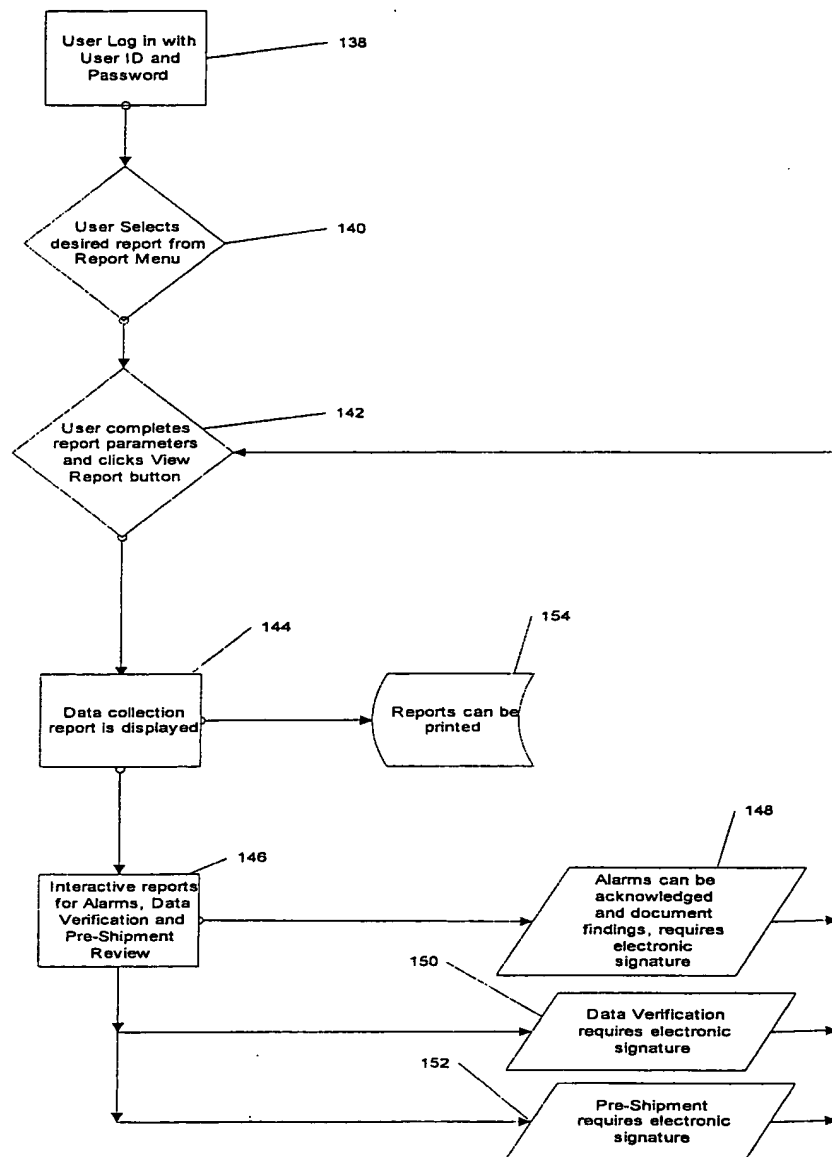 User Log in with
User ID and
Password
138
User Selects
desired report from
Report Menu
140
User completes
report parameters
and clicks View
Report button
142
Data collection
report is displayed
144
Reports can be
printed
154
Interactive reports
for Alarms, Data
Verification and
Pre-Shipment
Review
146
Alarms can be
acknowledged
and document
findings, requires
electronic
signature
148
Data Verification
requires electronic
signature
150
Pre-Shipment
requires electronic
signature
152